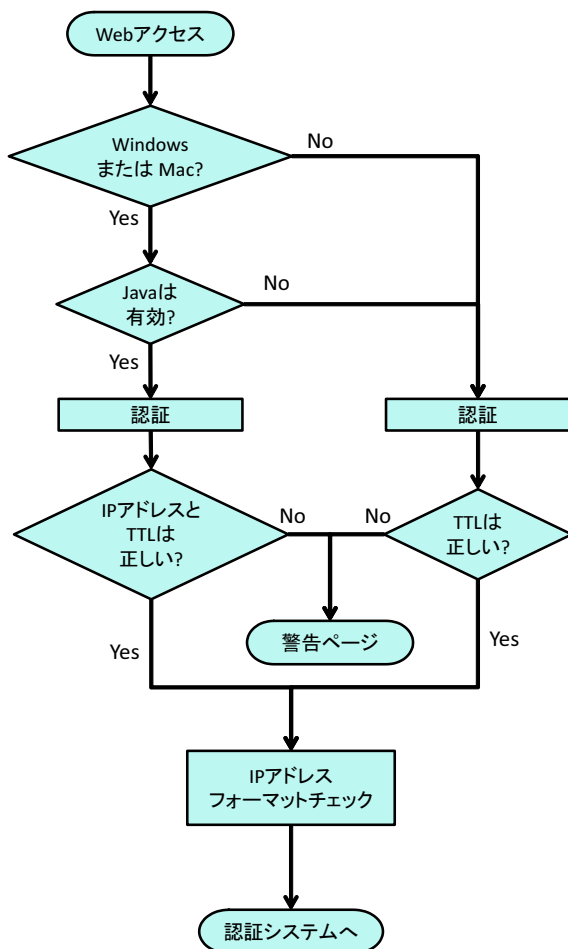 Webアクセス
Windows
または Mac?
No
Yes
Javaは
有効?
No
Yes
認証
認証
IPアドレスと
TTLは
正しい?
No
No
TTLは
正しい?
警告ページ
Yes
Yes
IPアドレス
フォーマットチェック
認証システムへ